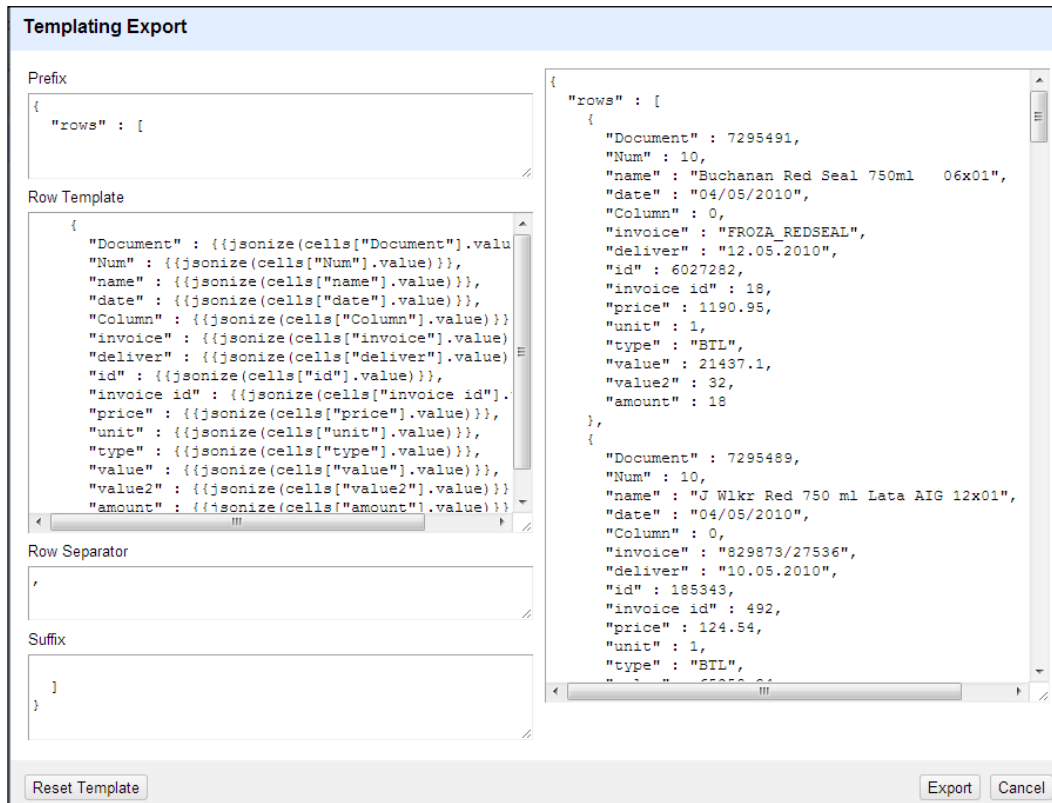 Templating Export
Prefix
{
"rows" : [
Row Template
{
"Document" : {{jsonize(cells["Document"].valu
"Num" : {{jsonize(cells["Num"].value)}},
"name" : {{jsonize(cells["name"].value)}},
"date" : {{jsonize(cells["date"].value)}},
"Column" : {{jsonize(cells["Column"].value)}}
"invoice" : {{jsonize(cells["invoice"].value)
"deliver" : {{jsonize(cells["deliver"].value)
"id" : {{jsonize(cells["id"].value)}},
"invoice id" : {{jsonize(cells["invoice id"].
"price" : {{jsonize(cells["price"].value)}},
"unit" : {{jsonize(cells["unit"].value)}},
"type" : {{jsonize(cells["type"].value)}},
"value" : {{jsonize(cells["value"].value)}},
"value2" : {{jsonize(cells["value2"].value)}}
"amount" : {{jsonize(cells["amount"].value)}}
Row Separator
,
Suffix
]
}
{
"rows" : [
{
"Document" : 7295491,
"Num" : 10,
"name" : "Buchanan Red Seal 750ml   06x01",
"date" : "04/05/2010",
"Column" : 0,
"invoice" : "FROZA_REDSEAL",
"deliver" : "12.05.2010",
"id" : 6027282,
"invoice id" : 18,
"price" : 1190.95,
"unit" : 1,
"type" : "BTL",
"value" : 21437.1,
"value2" : 32,
"amount" : 18
},
{
"Document" : 7295489,
"Num" : 10,
"name" : "J Wlkr Red 750 ml Lata AIG 12x01",
"date" : "04/05/2010",
"Column" : 0,
"invoice" : "829873/27536",
"deliver" : "10.05.2010",
"id" : 185343,
"invoice id" : 492,
"price" : 124.54,
"unit" : 1,
"type" : "BTL",
Reset Template
Export
Cancel